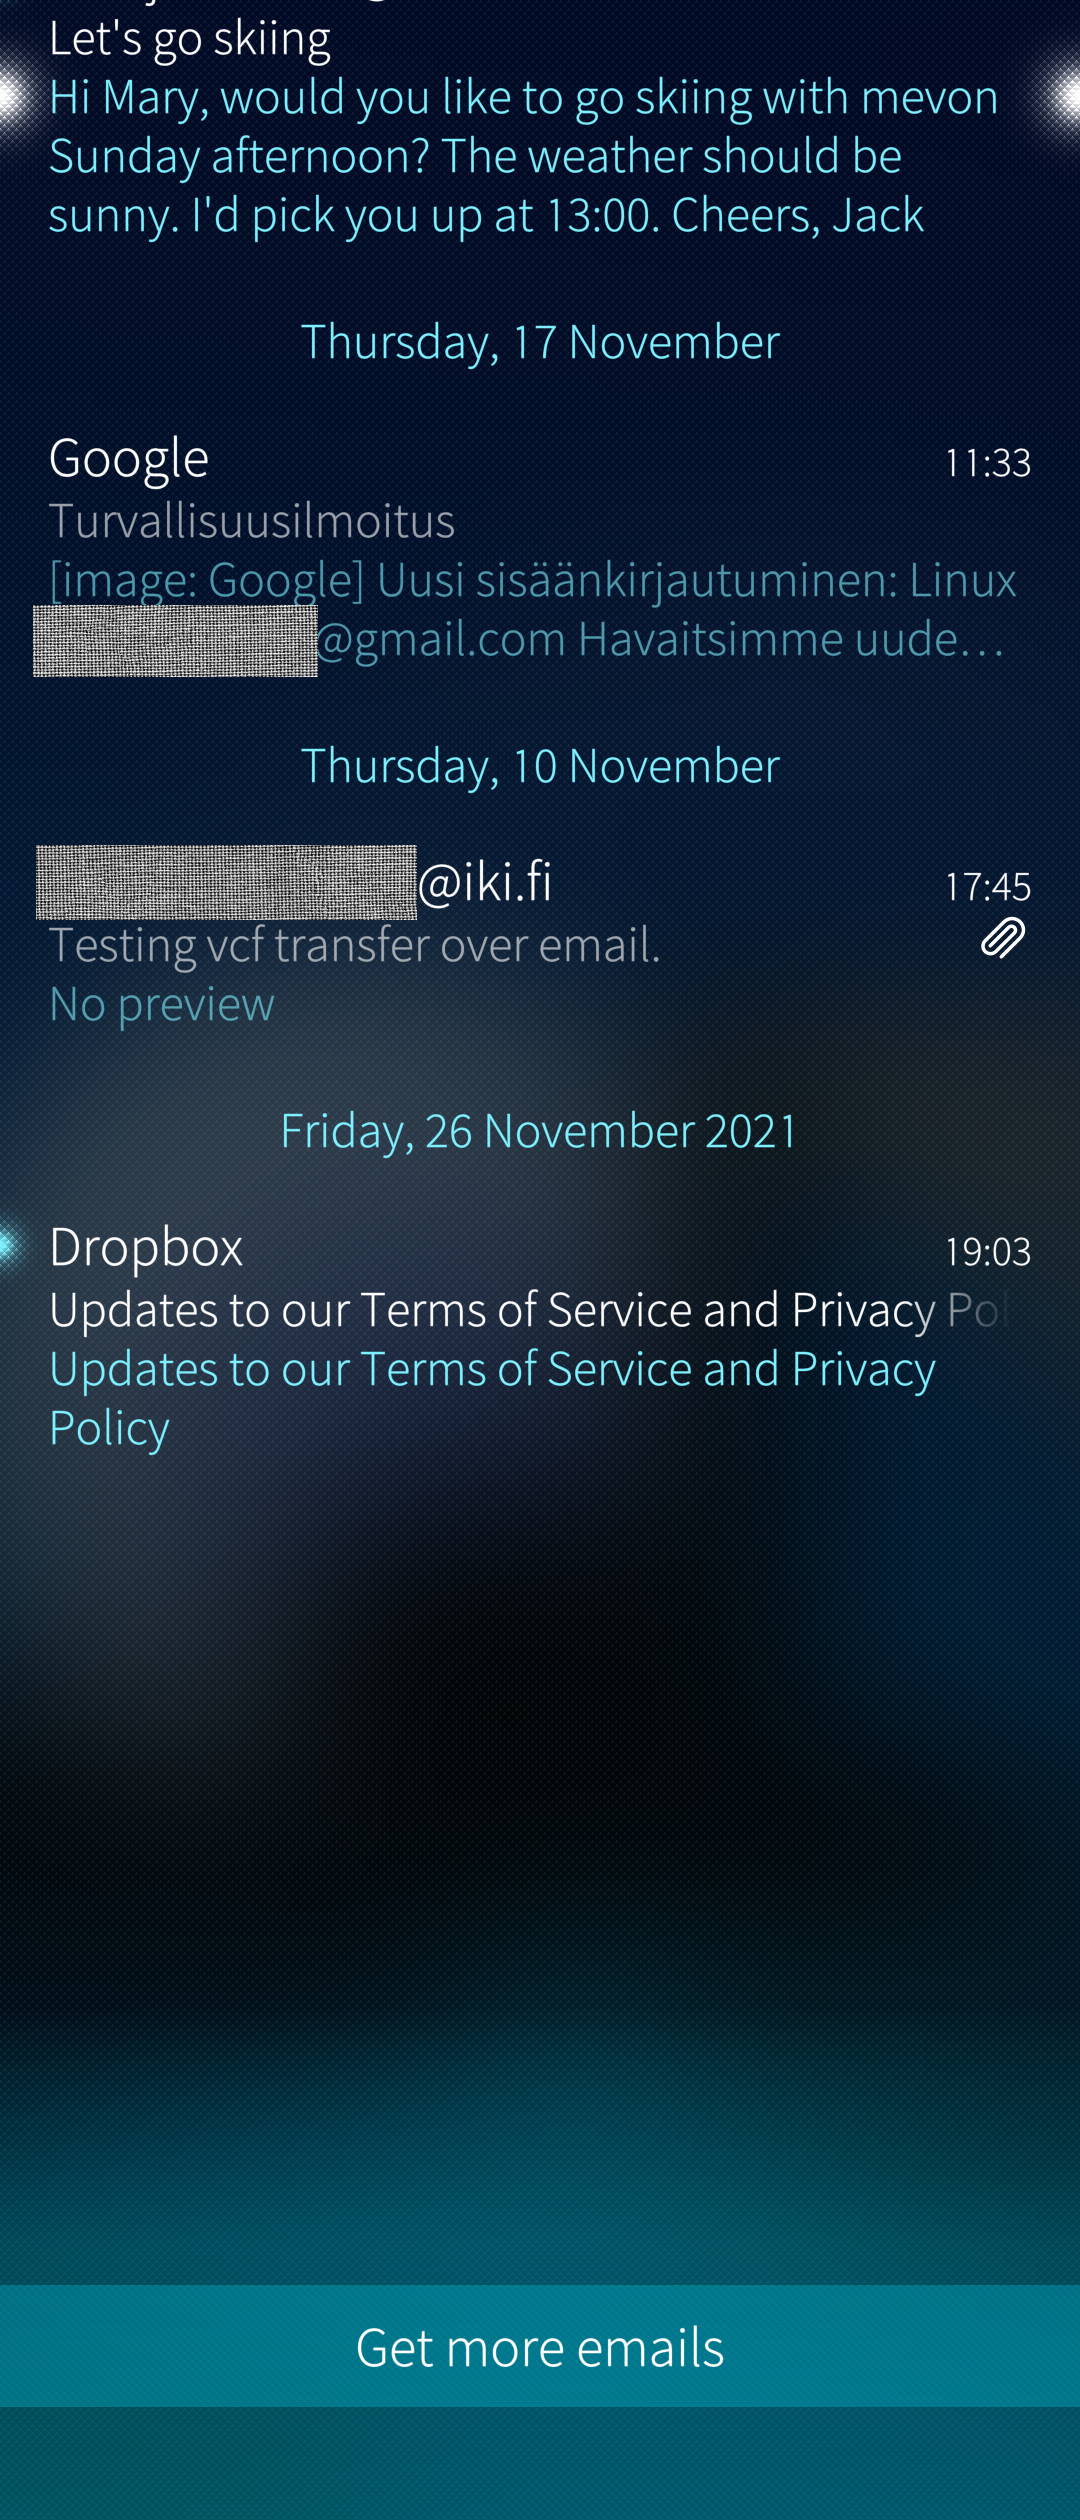 Let's go skiing
Hi Mary, would you like to go skiing with mevon
Sunday afternoon? The weather should be
sunny. I'd pick you up at 13:00. Cheers, Jack
Thursday, 17 November
Google 11:33
Turvallisuusilmoitus
[image: Google] Uusi sisäänkirjautuminen: Linux
@gmail.com Havaitsimme uude…
Thursday, 10 November
@iki.fi 17:45
Testing vcf transfer over email.
No preview
Friday, 26 November 2021
Dropbox 19:03
Updates to our Terms of Service and Privacy Pol
Updates to our Terms of Service and Privacy
Policy
Get more emails